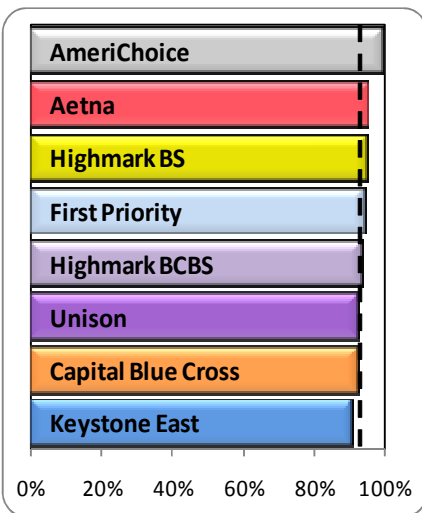 AmeriChoice
Aetna
Highmark BS
First Priority
Highmark BCBS
Unison
Capital Blue Cross
Keystone East
0% 20% 40% 60% 80% 100%